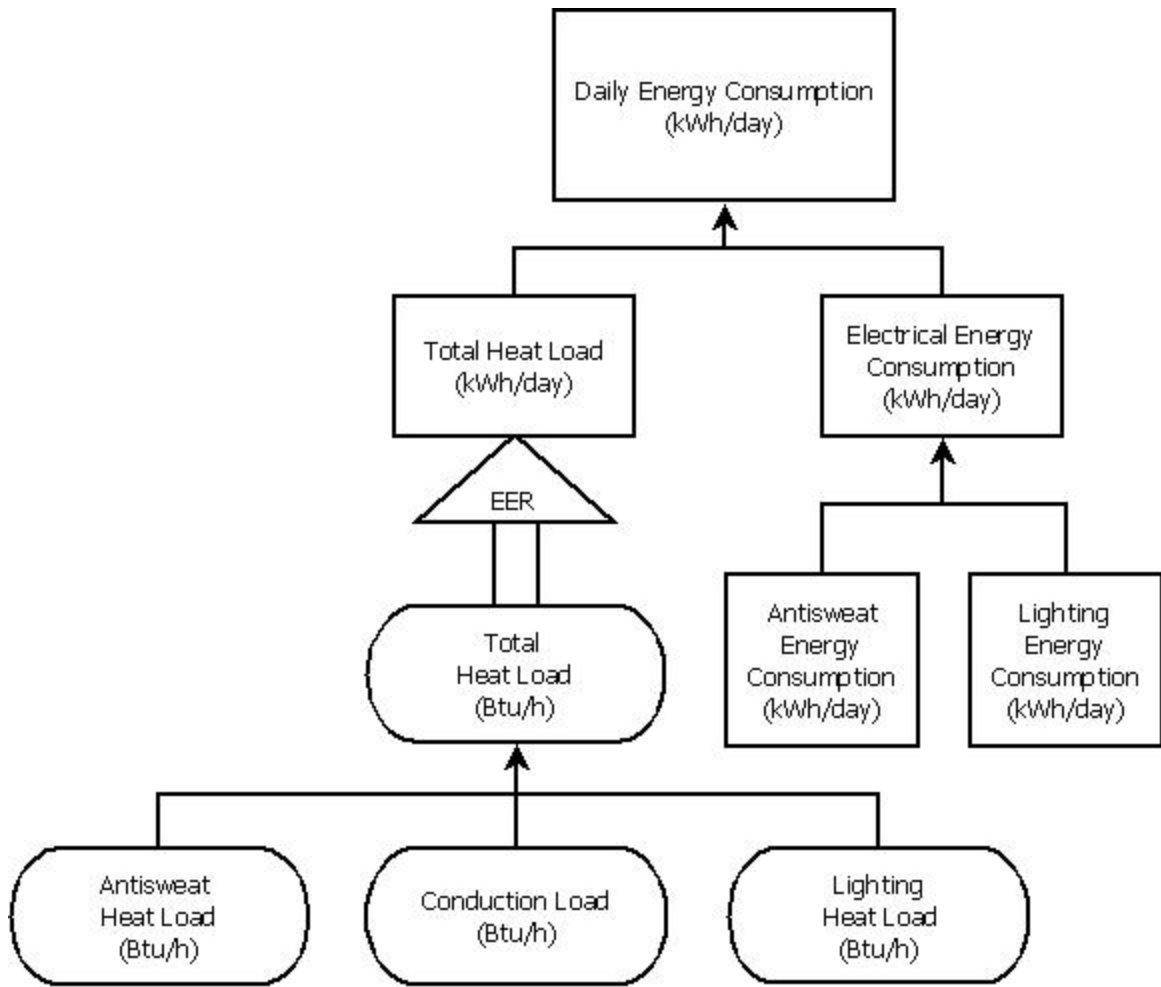 Daily Energy Consumption
(kWh/day)
Total Heat Load
(kWh/day)
Electrical Energy
Consumption
(kWh/day)
EER
Total
Heat Load
(Btu/h)
Antisweat
Energy
Consumption
(kWh/day)
Lighting
Energy
Consumption
(kWh/day)
Antisweat
Heat Load
(Btu/h)
Conduction Load
(Btu/h)
Lighting
Heat Load
(Btu/h)